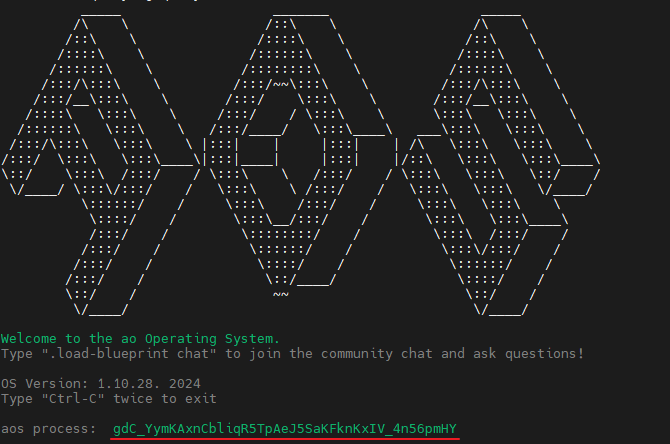 Welcome to the ao Operating System.
Type ".load-blueprint chat" to join the community chat and ask questions!
OS Version: 1.10.28. 2024
Type "Ctrl-C" twice to exit
aos process: gdC_YymKAxnCbliqR5TpAeJ5SaKFknKxIV_4n56pmHY